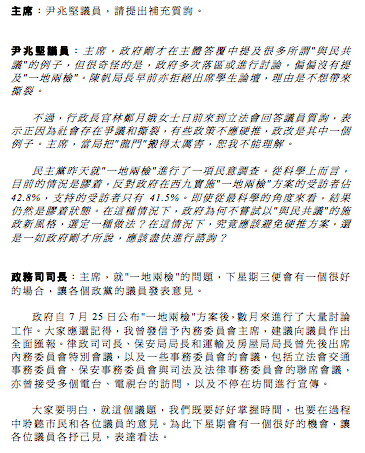 主席：尹兆堅議員，請提出補充質詢。
尹兆堅議員：主席，政府剛才在主體答覆中提及很多所謂"與民共
議"的例子，但很奇怪的是，政府多次落區或進行討論，偏偏沒有提
及"一地兩檢"。陳帆局長早前亦拒絕出席學生論壇，理由是不想帶來
撕裂。
不過，行政長官林鄭月娥女士日前來到立法會回答議員質詢，表
示正因為社會存在爭議和撕裂，有些政策不應硬推，政改是其中一個
例子。主席，當局把"龍門"搬得太厲害，恕我不能理解。
民主黨昨天就"一地兩檢"進行了一項民意調查。從科學上而言，
目前的情況是膠着，反對政府在西九實施"一地兩檢"方案的受訪者佔
42.8%，支持的受訪者只有 41.5%。即使從最科學的角度來看，結果
仍然是膠着狀態。在這種情況下，政府為何不嘗試以"與民共議"的施
政新風格，選定一種做法？在這情況下，究竟應該避免硬推方案，還
是一如政府剛才所說，應該盡快進行諮詢？
政務司司長：主席，就"一地兩檢"的問題，下星期三便會有一個很好
的場合，讓各個政黨的議員發表意見。
政府自 7 月 25 日公布"一地兩檢"方案後，數月來進行了大量討論
工作。大家應還記得，我曾發信予內務委員會主席，建議向議員作出
全面匯報。律政司司長、保安局局長和運輸及房屋局局長曾先後出席
內務委員會特別會議，以及一些事務委員會的會議，包括立法會交通
事務委員會、保安事務委員會與司法及法律事務委員會的聯席會議，
亦曾接受多個電台、電視台的訪問，以及不停在坊間進行宣傳。
大家要明白，就這個議題，我們既要好好掌握時間，也要在過程
中聆聽市民和各位議員的意見。為此下星期會有一個很好的機會，讓
各位議員各抒己見，表達看法。